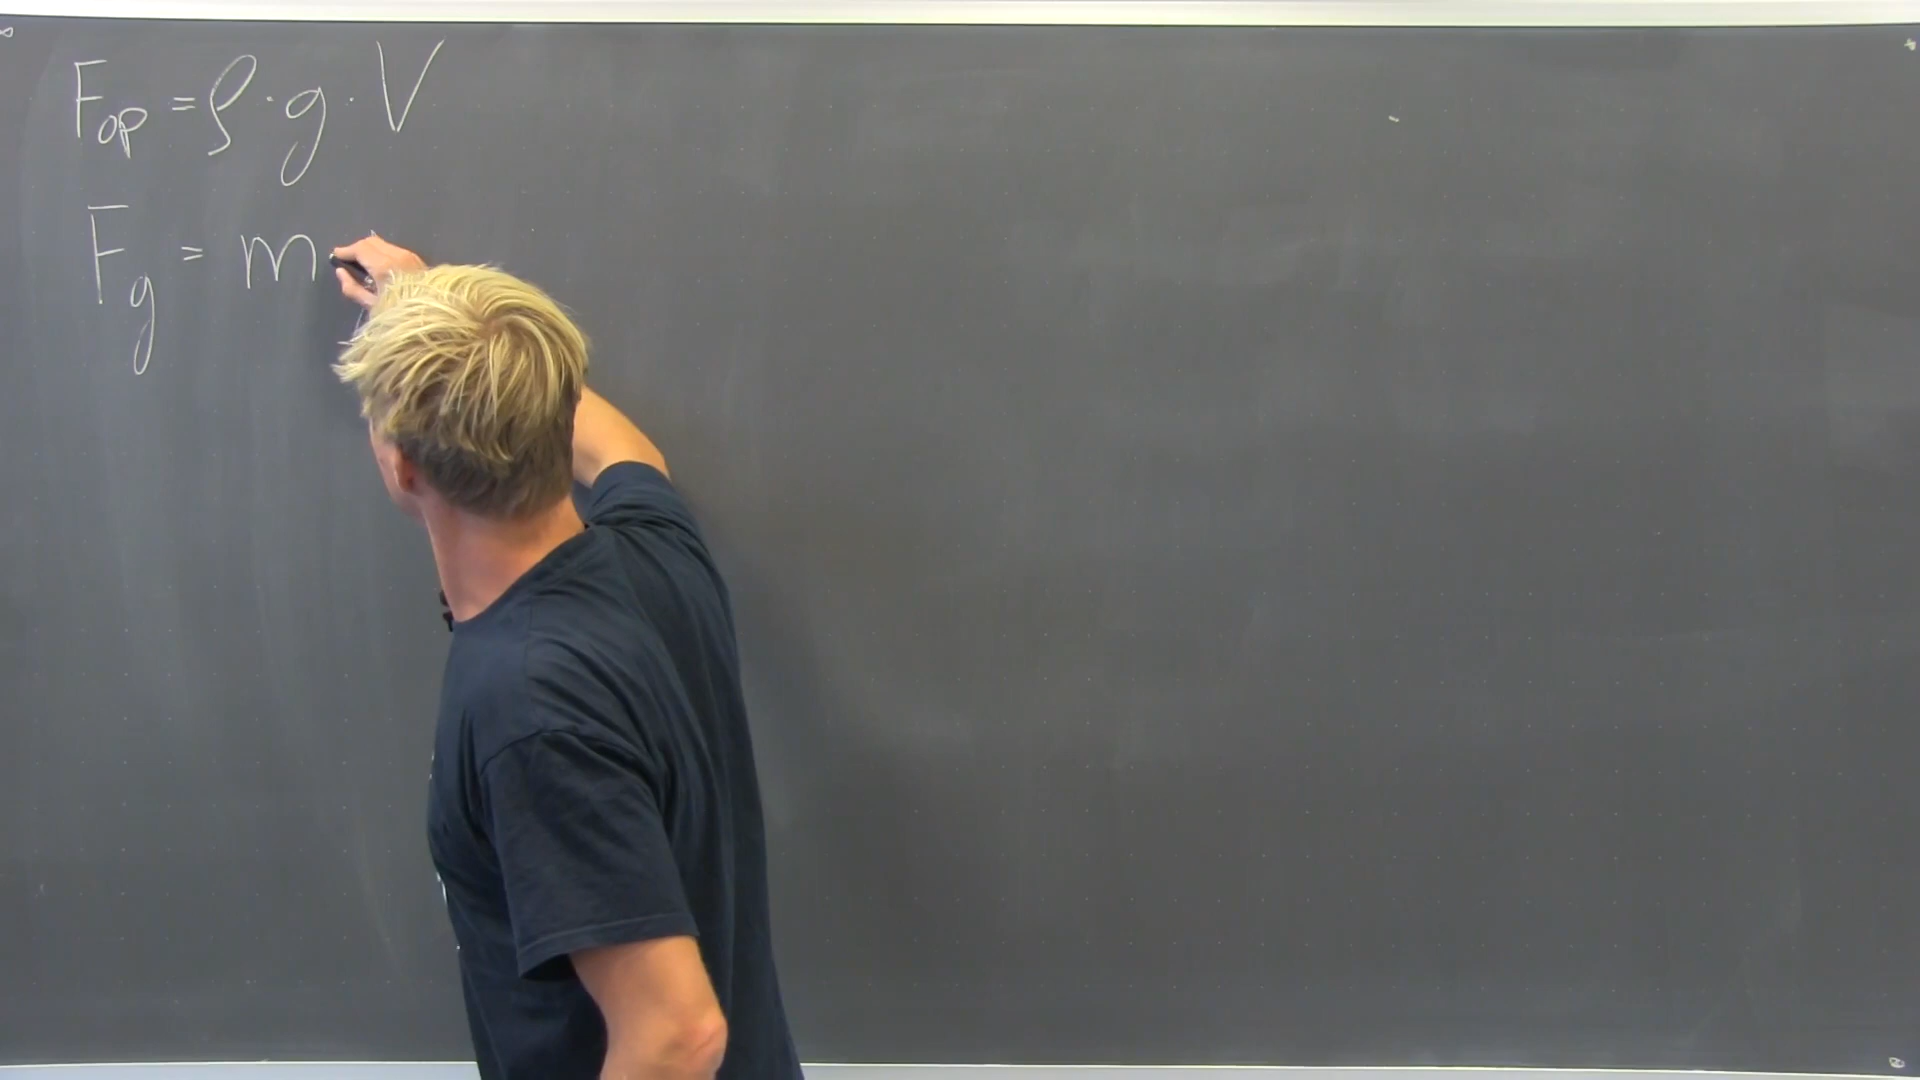 F_op = ρ · g · V
F_g = m